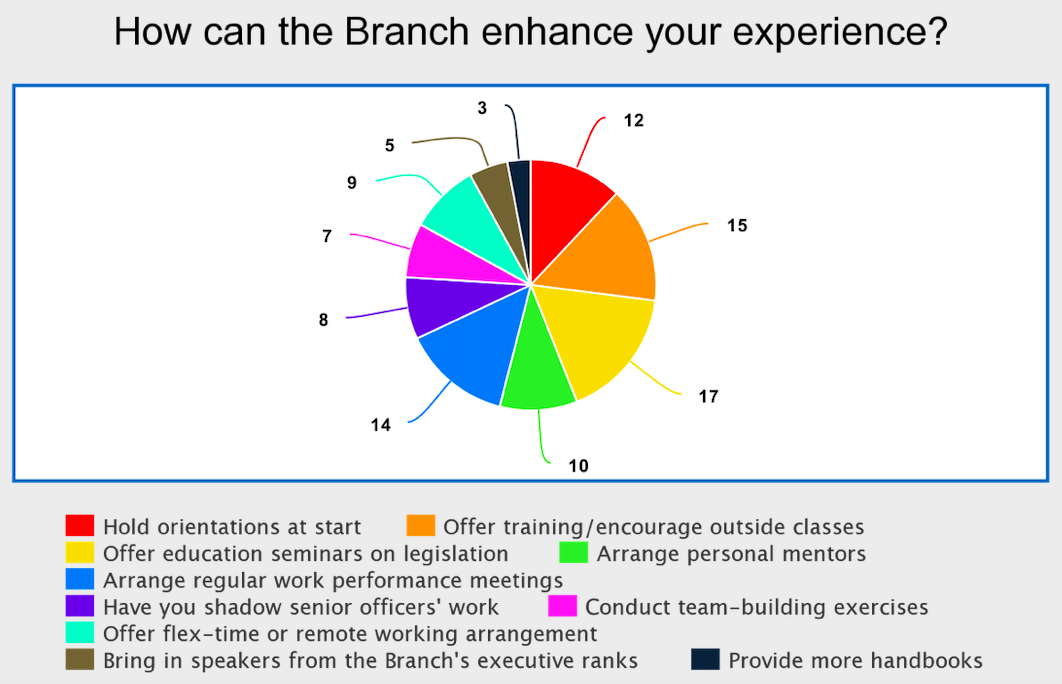 How can the Branch enhance your experience?
3
12
5
9
15
7
8
17
14
10
Hold orientations at start
Offer training/encourage outside classes
Offer education seminars on legislation
Arrange personal mentors
Arrange regular work performance meetings
Have you shadow senior officers' work
Conduct team-building exercises
Offer flex-time or remote working arrangement
Bring in speakers from the Branch's executive ranks
Provide more handbooks